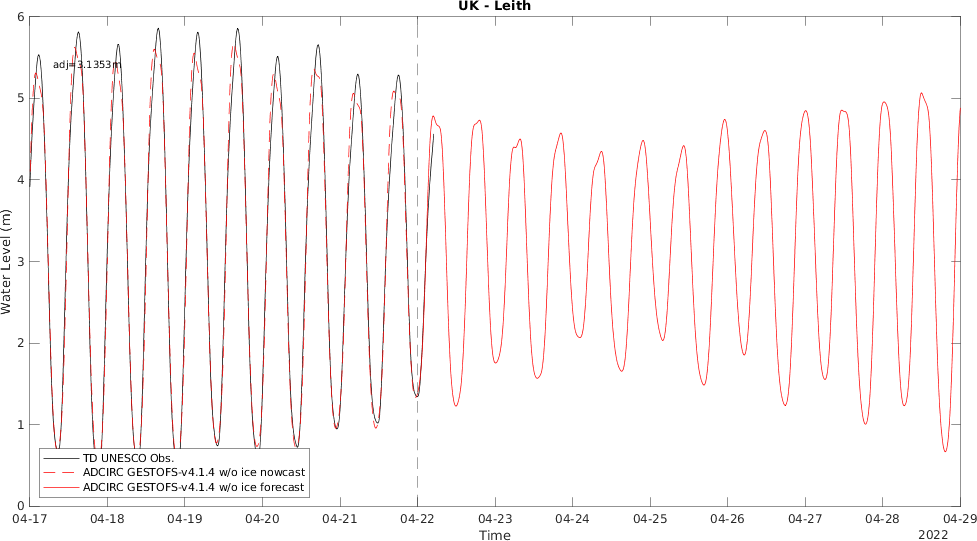 UK - Leith
6
5
4
3
2
1
0
Water Level (m)
adj=3.1353m
TD UNESCO Obs.
ADCIRC GESTOFS-v4.1.4 w/o ice nowcast
ADCIRC GESTOFS-v4.1.4 w/o ice forecast
04-17 04-18 04-19 04-20 04-21 04-22 04-23 04-24 04-25 04-26 04-27 04-28 04-29
Time
2022